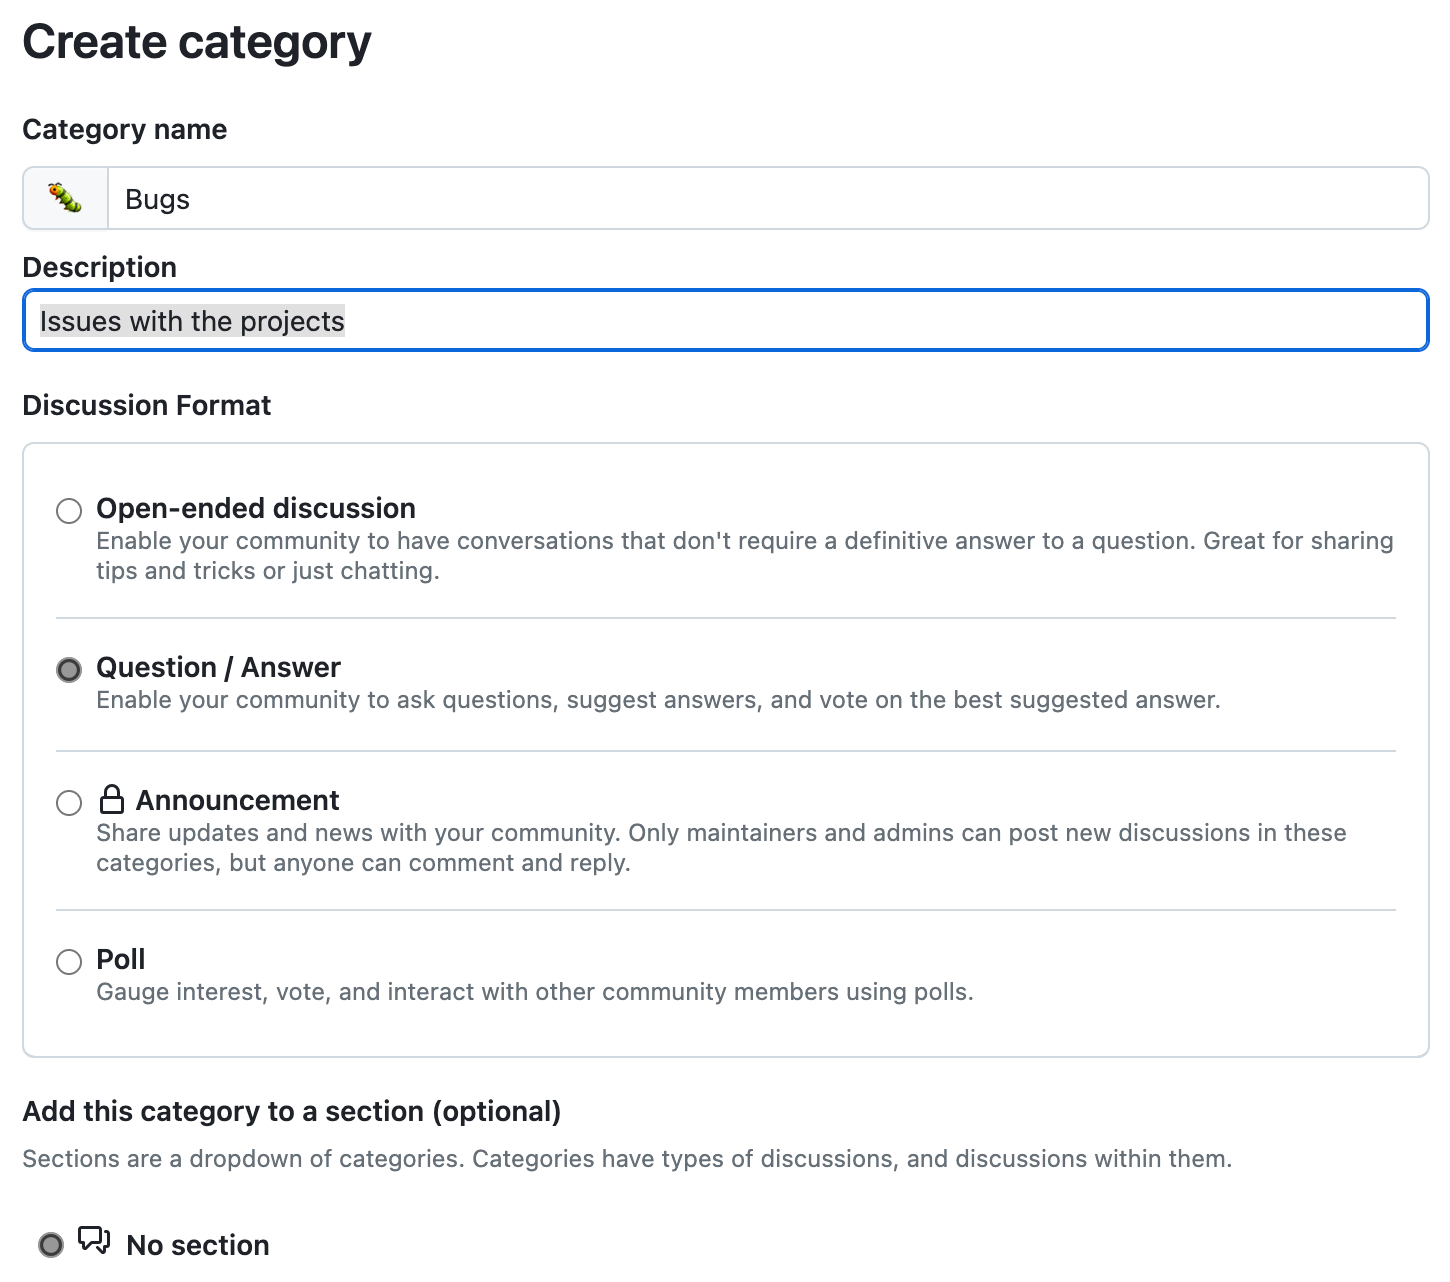 Create category
Category name
Bugs
Description
Issues with the projects
Discussion Format
Open-ended discussion
Enable your community to have conversations that don't require a definitive answer to a question. Great for sharing
tips and tricks or just chatting.
Question / Answer
Enable your community to ask questions, suggest answers, and vote on the best suggested answer.
Announcement
Share updates and news with your community. Only maintainers and admins can post new discussions in these
categories, but anyone can comment and reply.
Poll
Gauge interest, vote, and interact with other community members using polls.
Add this category to a section (optional)
Sections are a dropdown of categories. Categories have types of discussions, and discussions within them.
No section